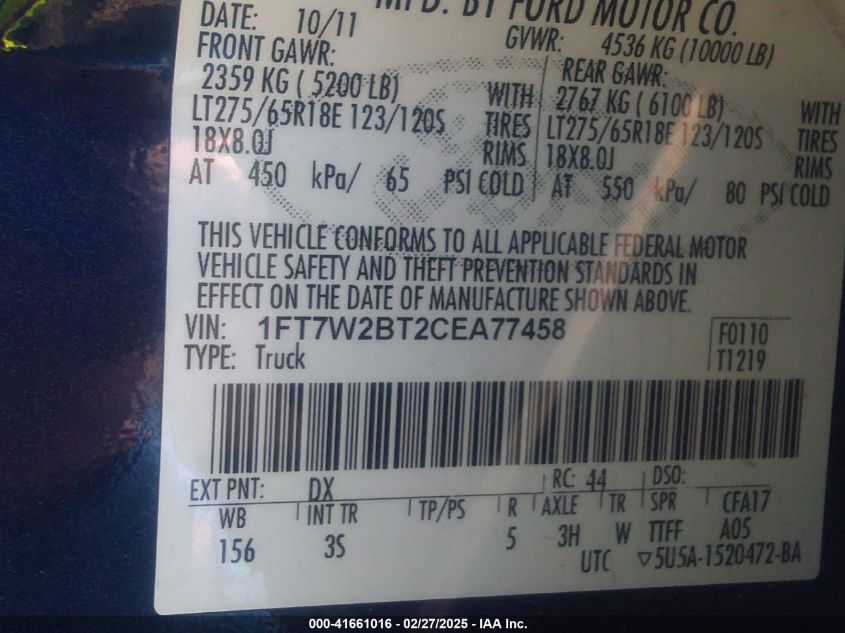 MFD. BY FORD MOTOR CO.
DATE: 10/11 GVWR: 4536 KG (10000 LB)
FRONT GAWR: REAR GAWR:
2359 KG (5200 LB) WITH 2767 KG (6100 LB) WITH
LT275/65R18E 123/120S TIRES LT275/65R18E 123/120S TIRES
18X8.0J RIMS 18X8.0J RIMS
AT 450 kPa/ 65 PSI COLD AT 550 kPa/ 80 PSI COLD
THIS VEHICLE CONFORMS TO ALL APPLICABLE FEDERAL MOTOR
VEHICLE SAFETY AND THEFT PREVENTION STANDARDS IN
EFFECT ON THE DATE OF MANUFACTURE SHOWN ABOVE.
VIN: 1FT7W2BT2CEA77458 F0110
TYPE: Truck T1219
EXT PNT: DX RC: 44 DSO:
WB INT TR TP/PS R AXLE TR SPR CFA17
156 3S 5 3H W TTFF A05
UTC ▽5U5A-1520472-BA
000-41661016 - 02/27/2025 - IAA Inc.